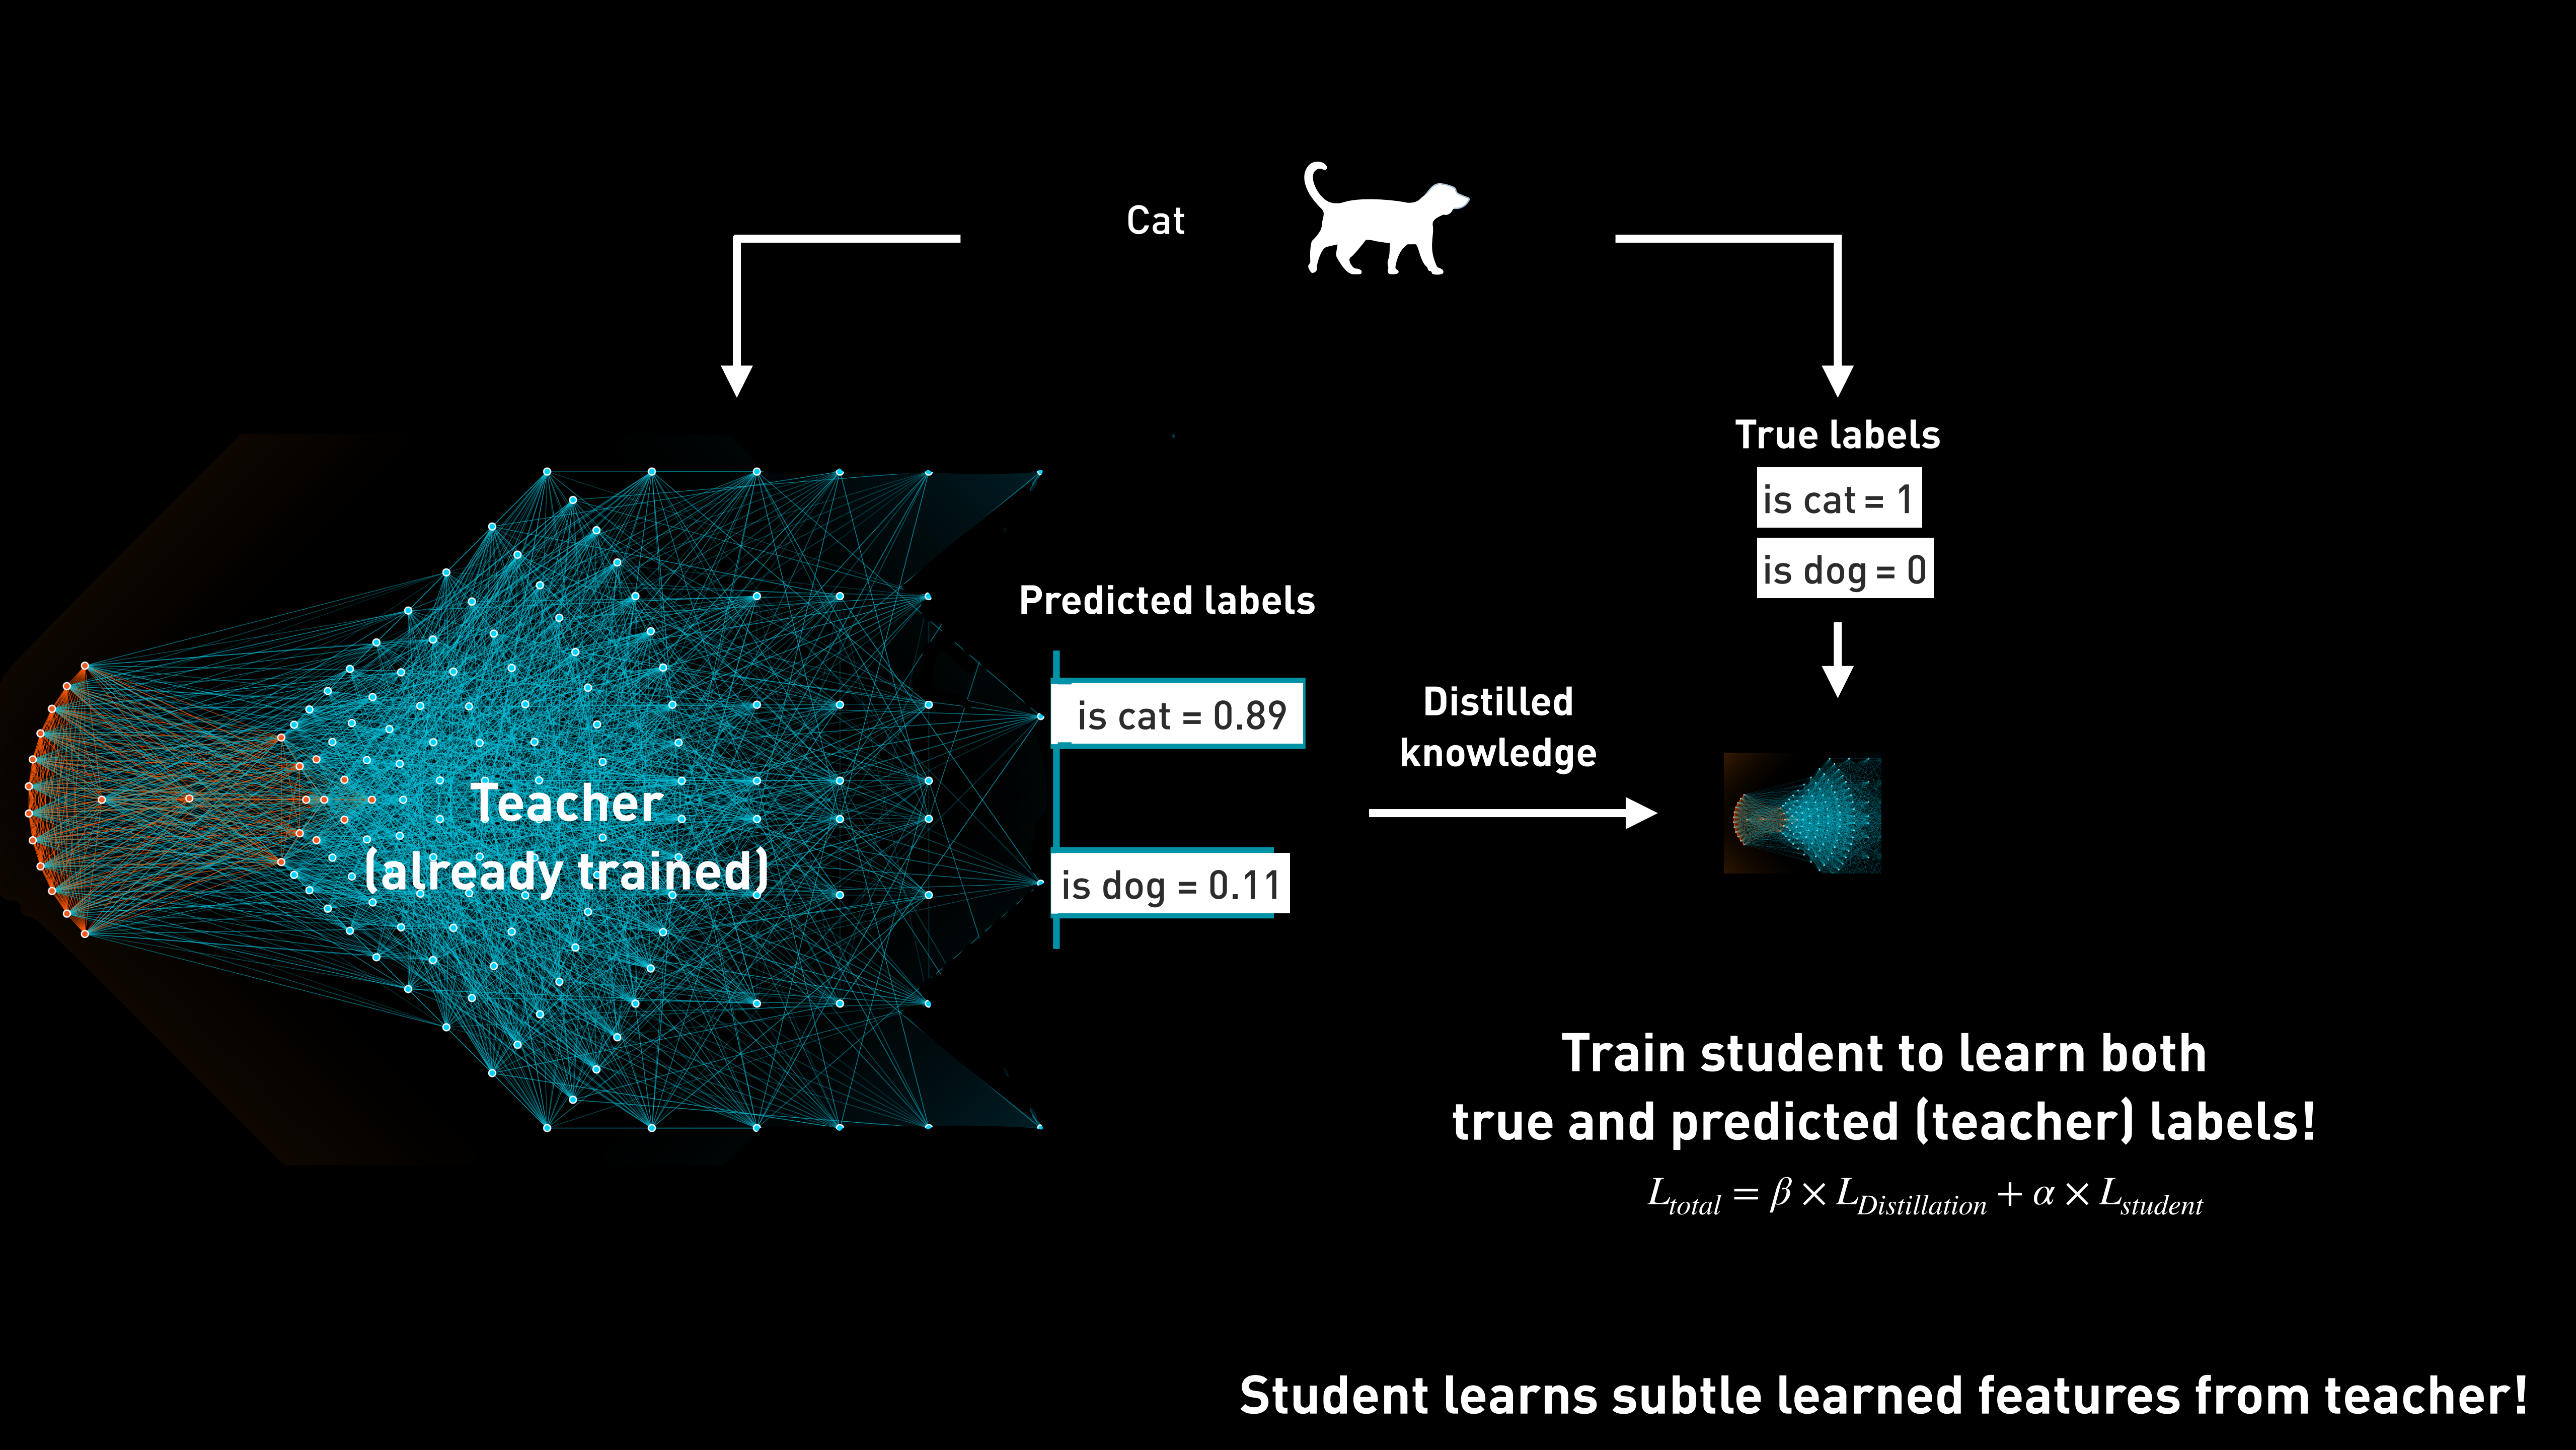 Cat
True labels
is cat = 1
is dog = 0
Predicted labels
is cat = 0.89
is dog = 0.11
Teacher
(already trained)
Distilled
knowledge
Train student to learn both
true and predicted (teacher) labels!
L_total = β × L_Distillation + α × L_student
Student learns subtle learned features from teacher!